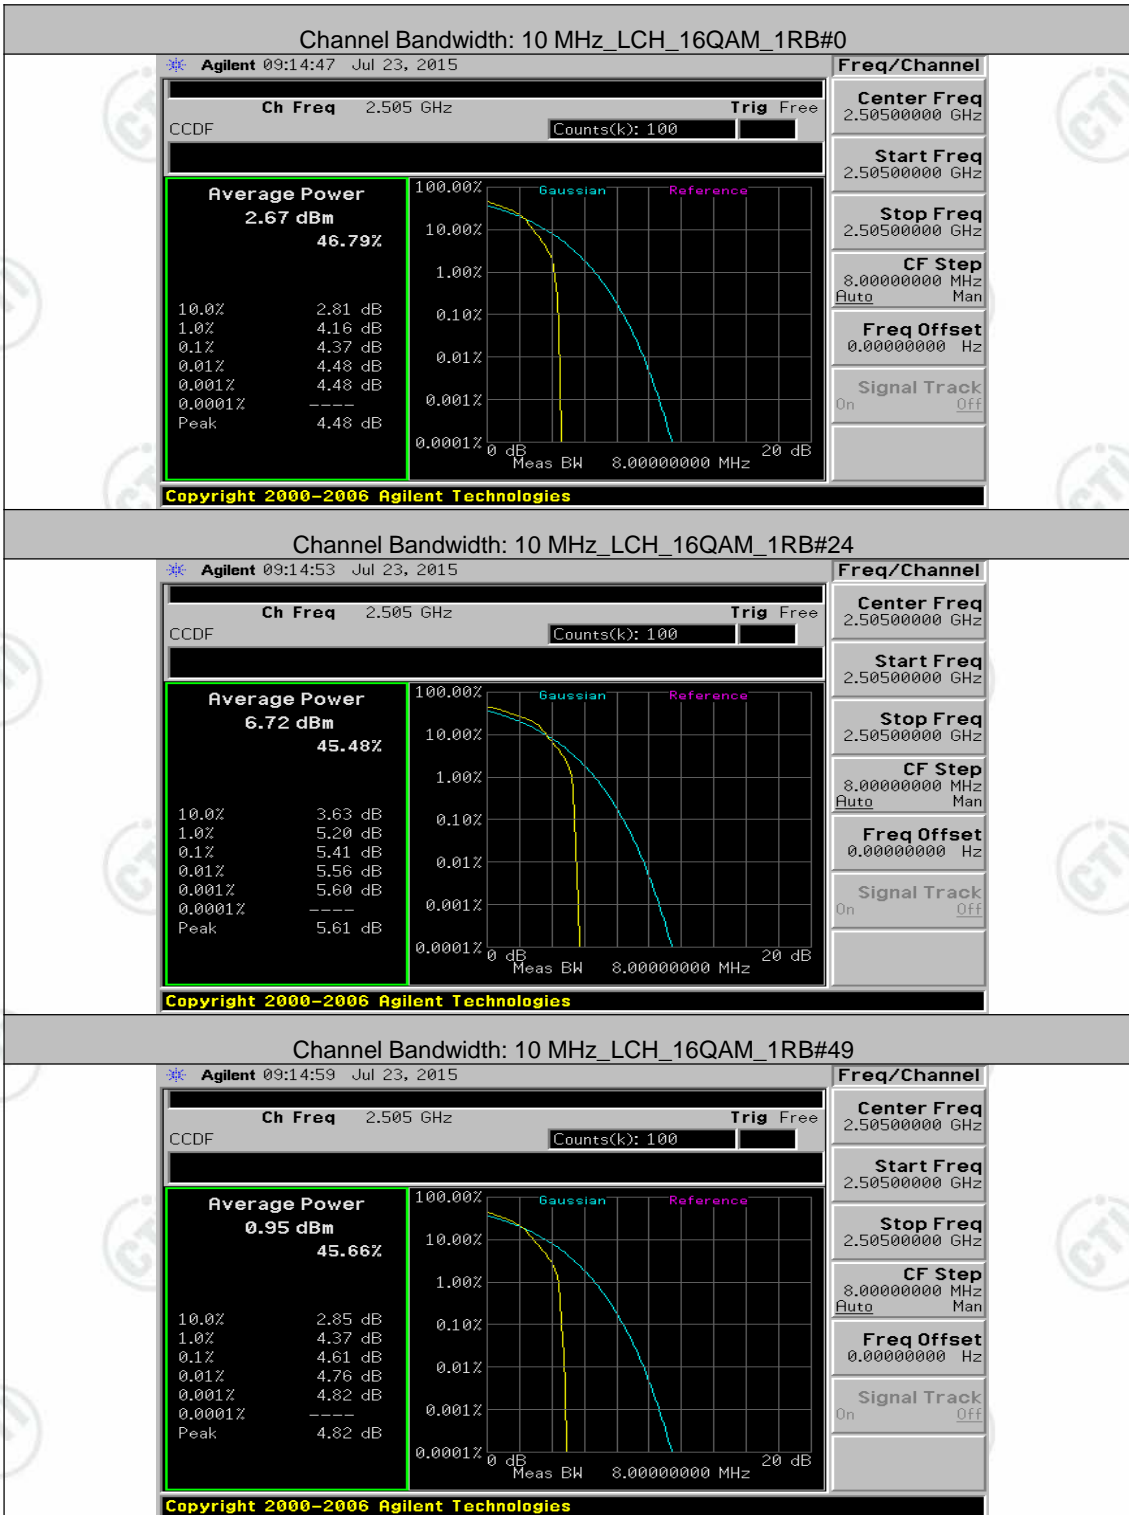 Channel Bandwidth: 10 MHz_LCH_16QAM_1RB#0
Agilent 09:14:47 Jul 23, 2015 Freq/Channel
Ch Freq 2.505 GHz Trig Free
CCDF Counts(k): 100
Average Power
2.67 dBm
46.79%
10.0% 2.81 dB
1.0% 4.16 dB
0.1% 4.37 dB
0.01% 4.48 dB
0.001% 4.48 dB
0.0001% ----
Peak 4.48 dB
Gaussian Reference
100.00%
10.00%
1.00%
0.10%
0.01%
0.001%
0.0001%
0 dB 20 dB
Meas BW 8.00000000 MHz
Center Freq
2.50500000 GHz
Start Freq
2.50500000 GHz
Stop Freq
2.50500000 GHz
CF Step
8.00000000 MHz
Auto Man
Freq Offset
0.00000000 Hz
Signal Track
On Off
Copyright 2000-2006 Agilent Technologies
Channel Bandwidth: 10 MHz_LCH_16QAM_1RB#24
Agilent 09:14:53 Jul 23, 2015 Freq/Channel
Ch Freq 2.505 GHz Trig Free
CCDF Counts(k): 100
Average Power
6.72 dBm
45.48%
10.0% 3.63 dB
1.0% 5.20 dB
0.1% 5.41 dB
0.01% 5.56 dB
0.001% 5.60 dB
0.0001% ----
Peak 5.61 dB
Gaussian Reference
100.00%
10.00%
1.00%
0.10%
0.01%
0.001%
0.0001%
0 dB 20 dB
Meas BW 8.00000000 MHz
Center Freq
2.50500000 GHz
Start Freq
2.50500000 GHz
Stop Freq
2.50500000 GHz
CF Step
8.00000000 MHz
Auto Man
Freq Offset
0.00000000 Hz
Signal Track
On Off
Copyright 2000-2006 Agilent Technologies
Channel Bandwidth: 10 MHz_LCH_16QAM_1RB#49
Agilent 09:14:59 Jul 23, 2015 Freq/Channel
Ch Freq 2.505 GHz Trig Free
CCDF Counts(k): 100
Average Power
0.95 dBm
45.66%
10.0% 2.85 dB
1.0% 4.37 dB
0.1% 4.61 dB
0.01% 4.76 dB
0.001% 4.82 dB
0.0001% ----
Peak 4.82 dB
Gaussian Reference
100.00%
10.00%
1.00%
0.10%
0.01%
0.001%
0.0001%
0 dB 20 dB
Meas BW 8.00000000 MHz
Center Freq
2.50500000 GHz
Start Freq
2.50500000 GHz
Stop Freq
2.50500000 GHz
CF Step
8.00000000 MHz
Auto Man
Freq Offset
0.00000000 Hz
Signal Track
On Off
Copyright 2000-2006 Agilent Technologies
CTI
CTI
CTI
CTI
CTI
CTI
CTI
CTI